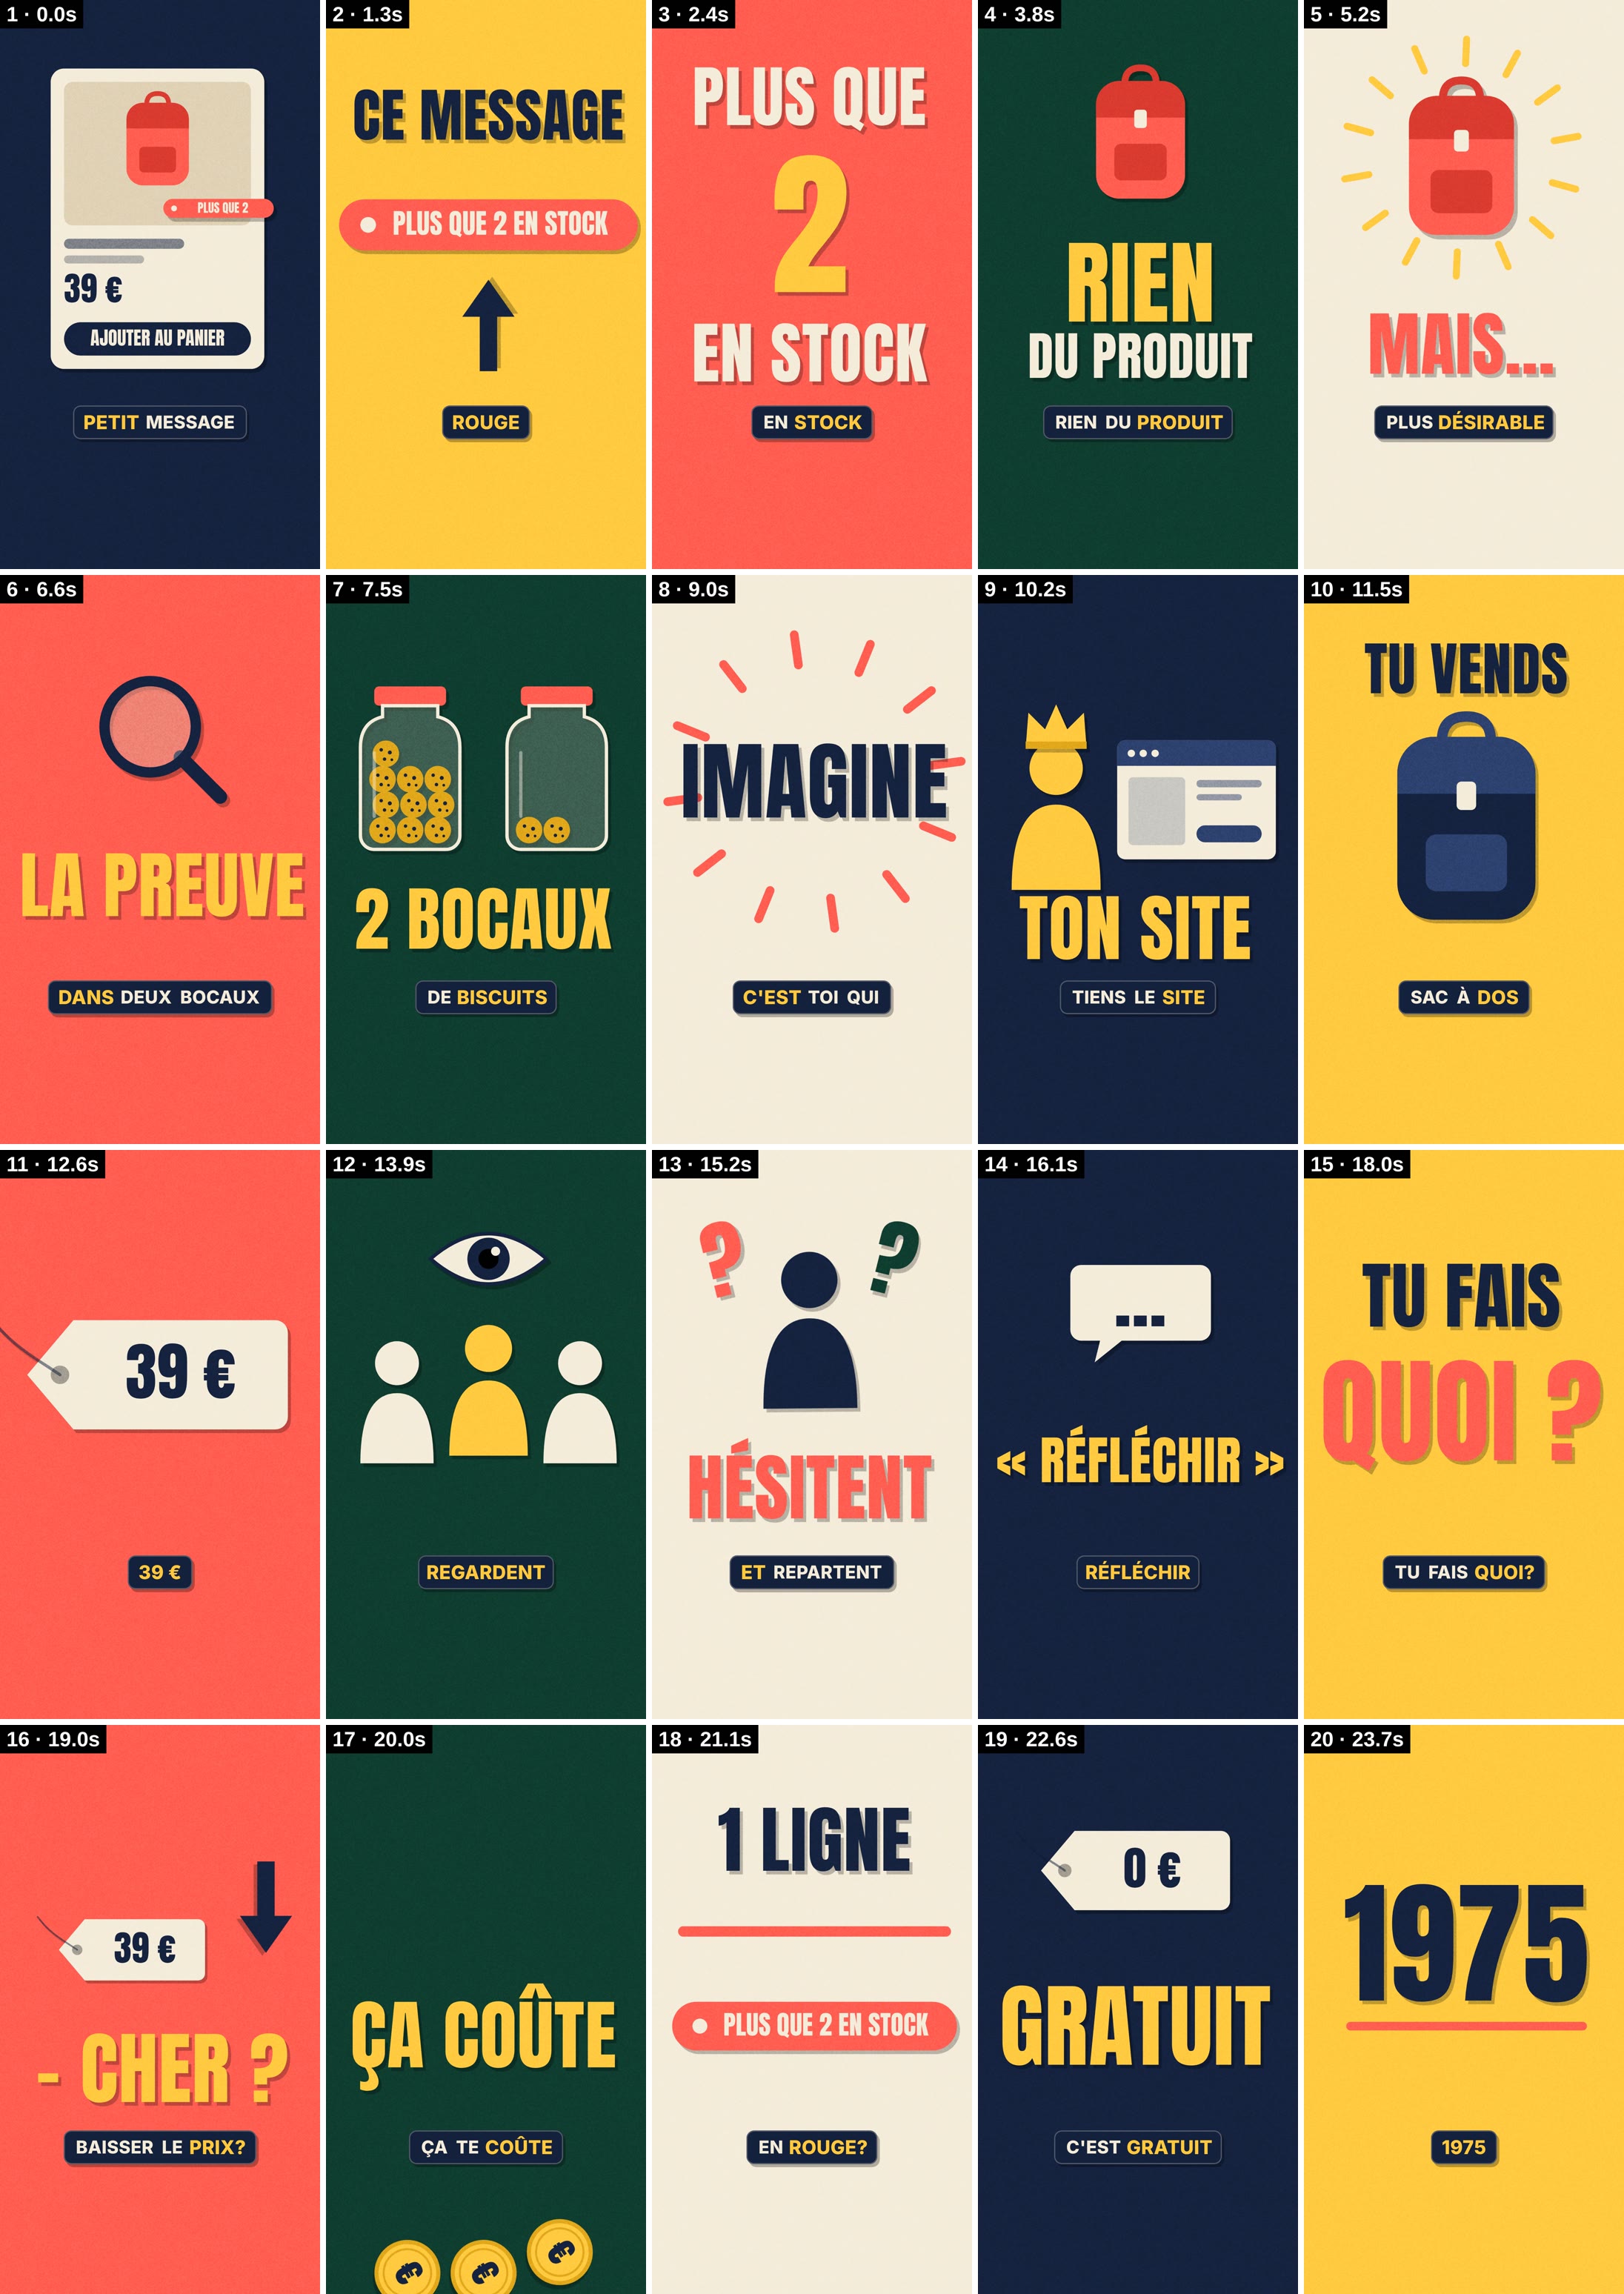 1 · 0.0s
PLUS QUE 2
39 €
AJOUTER AU PANIER
PETIT MESSAGE
2 · 1.3s
CE MESSAGE
PLUS QUE 2 EN STOCK
ROUGE
3 · 2.4s
PLUS QUE
2
EN STOCK
EN STOCK
4 · 3.8s
RIEN
DU PRODUIT
RIEN DU PRODUIT
5 · 5.2s
MAIS...
PLUS DÉSIRABLE
6 · 6.6s
LA PREUVE
DANS DEUX BOCAUX
7 · 7.5s
2 BOCAUX
DE BISCUITS
8 · 9.0s
IMAGINE
C'EST TOI QUI
9 · 10.2s
TON SITE
TIENS LE SITE
10 · 11.5s
TU VENDS
SAC À DOS
11 · 12.6s
39 €
39 €
12 · 13.9s
REGARDENT
13 · 15.2s
? ?
HÉSITENT
ET REPARTENT
14 · 16.1s
...
« RÉFLÉCHIR »
RÉFLÉCHIR
15 · 18.0s
TU FAIS
QUOI ?
TU FAIS QUOI?
16 · 19.0s
39 €
- CHER ?
BAISSER LE PRIX?
17 · 20.0s
ÇA COÛTE
ÇA TE COÛTE
€ € €
18 · 21.1s
1 LIGNE
PLUS QUE 2 EN STOCK
EN ROUGE?
19 · 22.6s
0 €
GRATUIT
C'EST GRATUIT
20 · 23.7s
1975
1975